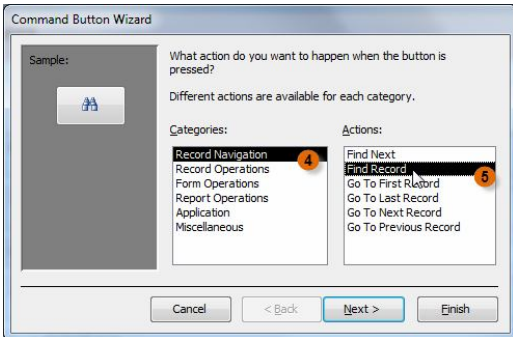 Command Button Wizard
Sample:
What action do you want to happen when the button is
pressed?
Different actions are available for each category.
Categories:
Actions:
Record Navigation
Record Operations
Form Operations
Report Operations
Application
Miscellaneous
4
Find Next
Find Record
Go To First Record
Go To Last Record
Go To Next Record
Go To Previous Record
5
Cancel
< Back
Next >
Finish